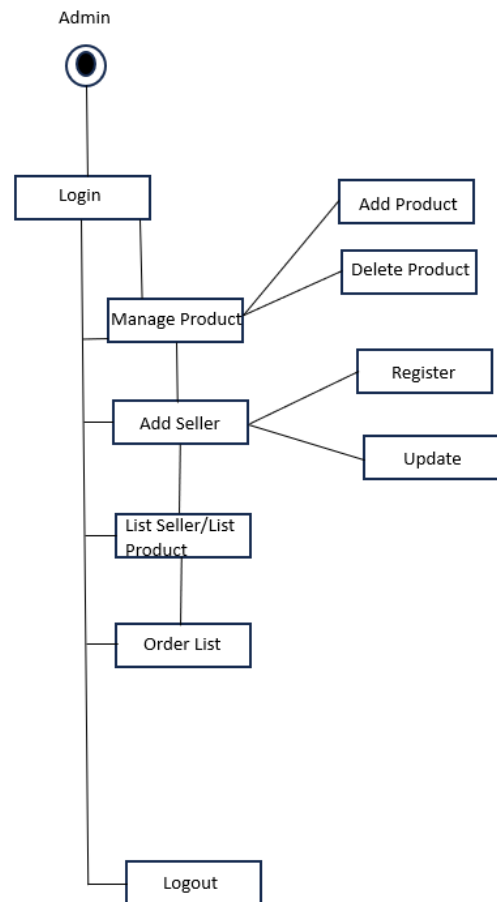 Admin
Login
Add Product
Delete Product
Manage Product
Register
Add Seller
Update
List Seller/List
Product
Order List
Logout